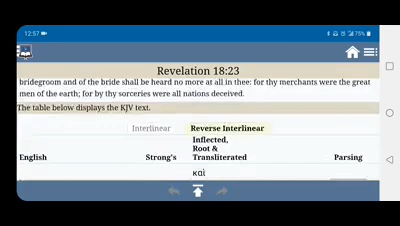 12:57
75%
Revelation 18:23
bridegroom and of the bride shall be heard no more at all in thee: for thy merchants were the great
men of the earth; for by thy sorceries were all nations deceived.
The table below displays the KJV text.
Interlinear Reverse Interlinear
English Strong's Inflected, Root & Transliterated Parsing
καὶ